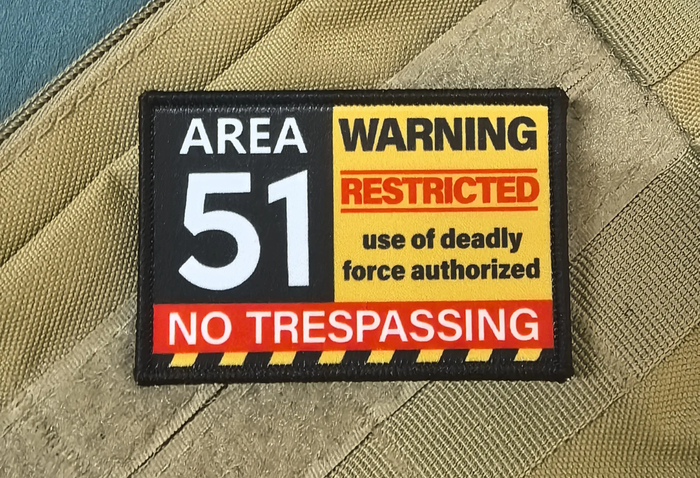 AREA
51
WARNING
RESTRICTED
use of deadly
force authorized
NO TRESPASSING